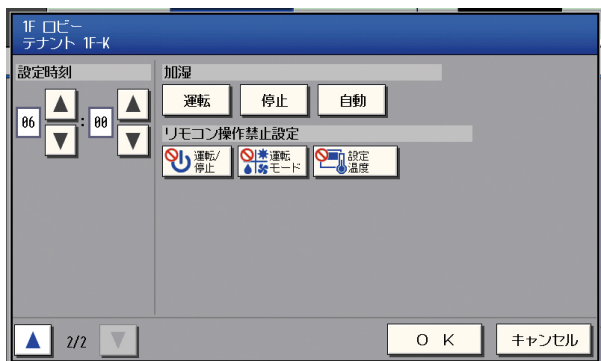 1F ロビー
テナント 1F-K
設定時刻
06 : 00
加湿
運転 停止 自動
リモコン操作禁止設定
運転/
停止
運転
モード
設定
温度
2/2
OK キャンセル